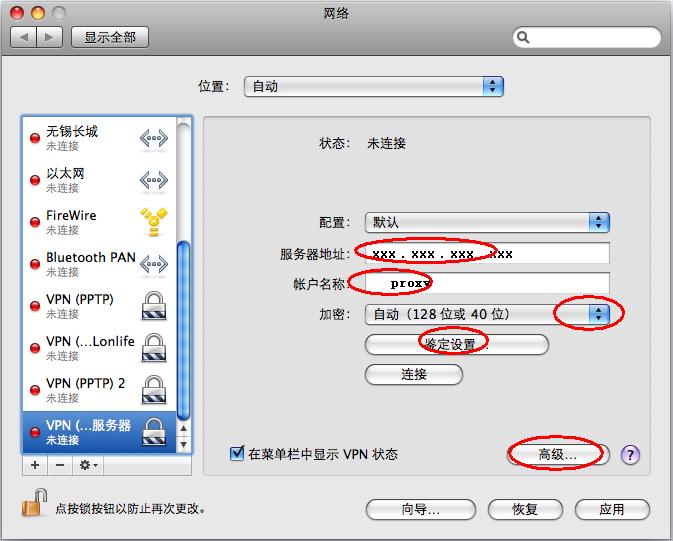 网络
显示全部
位置： 自动
无锡长城
未连接
以太网
未连接
FireWire
未连接
Bluetooth PAN
未连接
VPN (PPTP)
未连接
VPN (...Lonlife
未连接
VPN (PPTP) 2
未连接
VPN (...服务器
未连接
状态： 未连接
配置： 默认
服务器地址： xxx . xxx . xxx . xxx
帐户名称： proxy
加密： 自动（128 位或 40 位）
鉴定设置...
连接
在菜单栏中显示 VPN 状态
高级...
?
点按锁按钮以防止再次更改。
向导...
恢复
应用